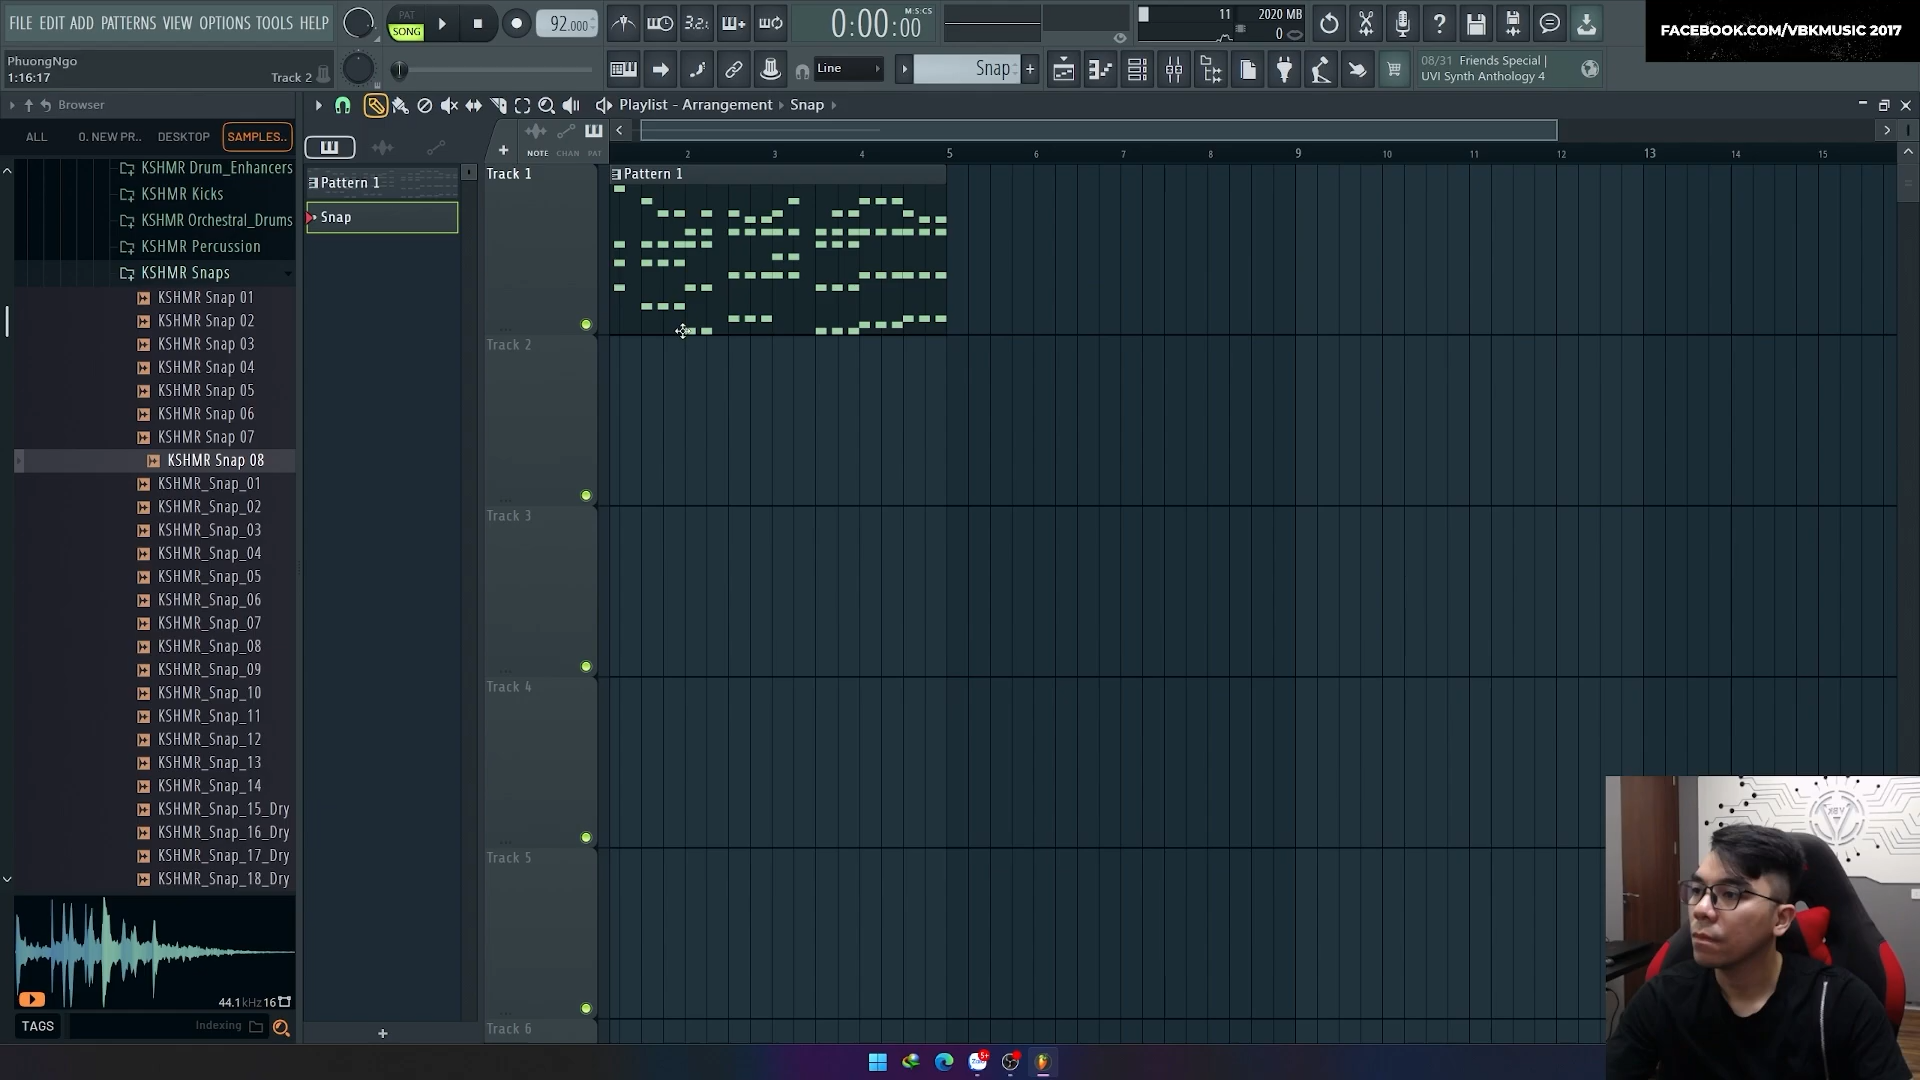 FILE EDIT ADD PATTERNS VIEW OPTIONS TOOLS HELP
PAT
SONG
92.000
3.2:
0:00:00
M:S:CS
11
2020 MB
0
FACEBOOK.COM/VBKMUSIC 2017
PhuongNgo
1:16:17
Track 2
Line
Snap
08/31 Friends Special |
UVI Synth Anthology 4
Browser
Playlist - Arrangement
Snap
ALL
0. NEW PR..
DESKTOP
SAMPLES..
NOTE
CHAN
PAT
2
3
4
5
6
7
8
9
10
11
12
13
14
15
KSHMR Drum_Enhancers
KSHMR Kicks
KSHMR Orchestral_Drums
KSHMR Percussion
KSHMR Snaps
KSHMR Snap 01
KSHMR Snap 02
KSHMR Snap 03
KSHMR Snap 04
KSHMR Snap 05
KSHMR Snap 06
KSHMR Snap 07
KSHMR Snap 08
KSHMR_Snap_01
KSHMR_Snap_02
KSHMR_Snap_03
KSHMR_Snap_04
KSHMR_Snap_05
KSHMR_Snap_06
KSHMR_Snap_07
KSHMR_Snap_08
KSHMR_Snap_09
KSHMR_Snap_10
KSHMR_Snap_11
KSHMR_Snap_12
KSHMR_Snap_13
KSHMR_Snap_14
KSHMR_Snap_15_Dry
KSHMR_Snap_16_Dry
KSHMR_Snap_17_Dry
KSHMR_Snap_18_Dry
44.1kHz 16
TAGS
Indexing
Pattern 1
Snap
Track 1
Pattern 1
Track 2
Track 3
Track 4
Track 5
Track 6
5+